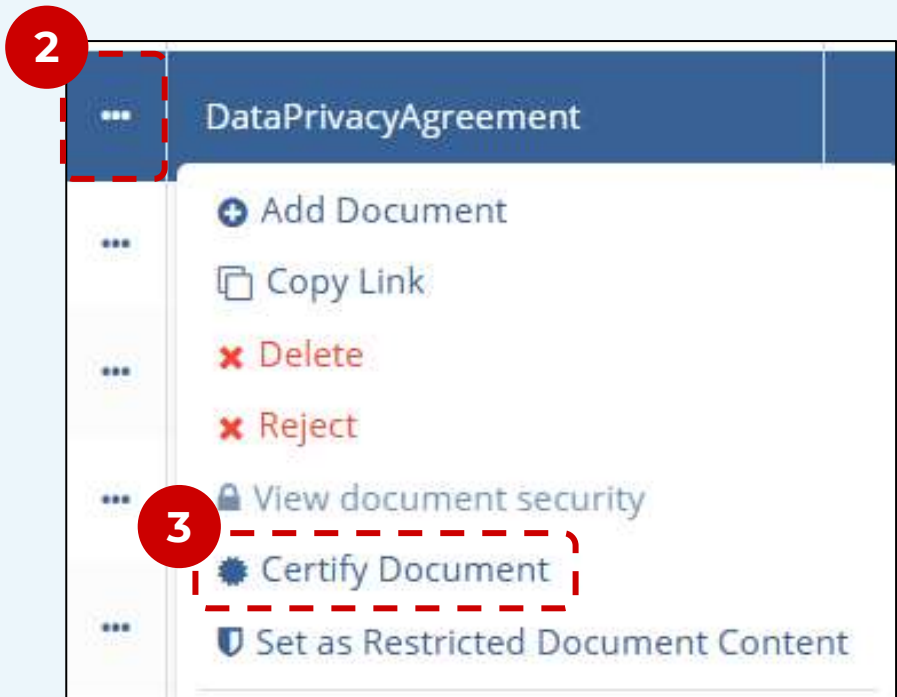 2
... DataPrivacyAgreement
Add Document
...
Copy Link
Delete
...
Reject
... View document security
3
Certify Document
...
Set as Restricted Document Content